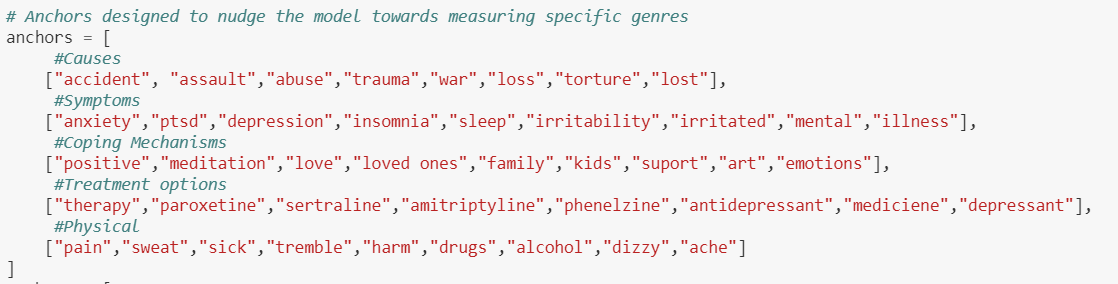 # Anchors designed to nudge the model towards measuring specific genres
anchors = [
#Causes
["accident", "assault","abuse","trauma","war","loss","torture","lost"],
#Symptoms
["anxiety","ptsd","depression","insomnia","sleep","irritability","irritated","mental","illness"],
#Coping Mechanisms
["positive","meditation","love","loved ones","family","kids","suport","art","emotions"],
#Treatment options
["therapy","paroxetine","sertraline","amitriptyline","phenelzine","antidepressant","mediciene","depressant"],
#Physical
["pain","sweat","sick","tremble","harm","drugs","alcohol","dizzy","ache"]
]